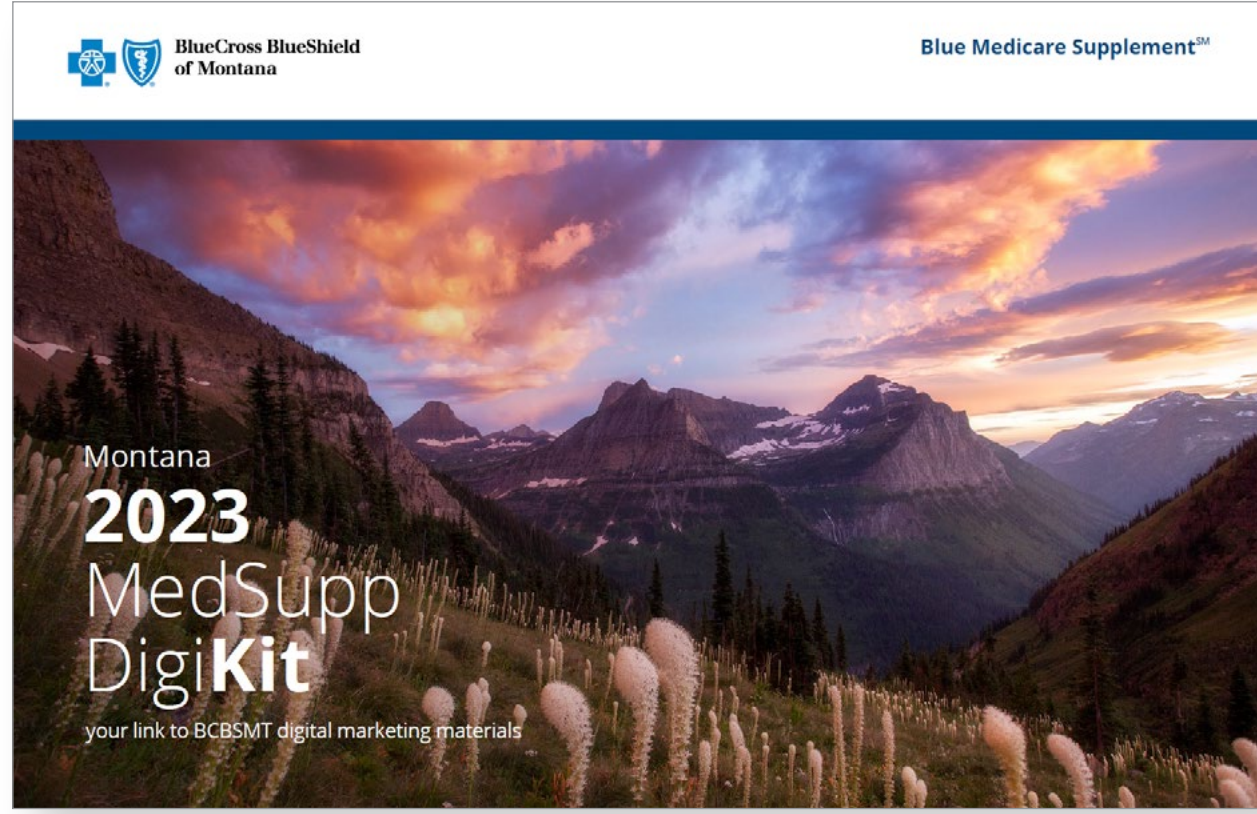 BlueCross BlueShield
of Montana
Blue Medicare Supplement℠
Montana
2023
MedSupp
DigiKit
your link to BCBSMT digital marketing materials